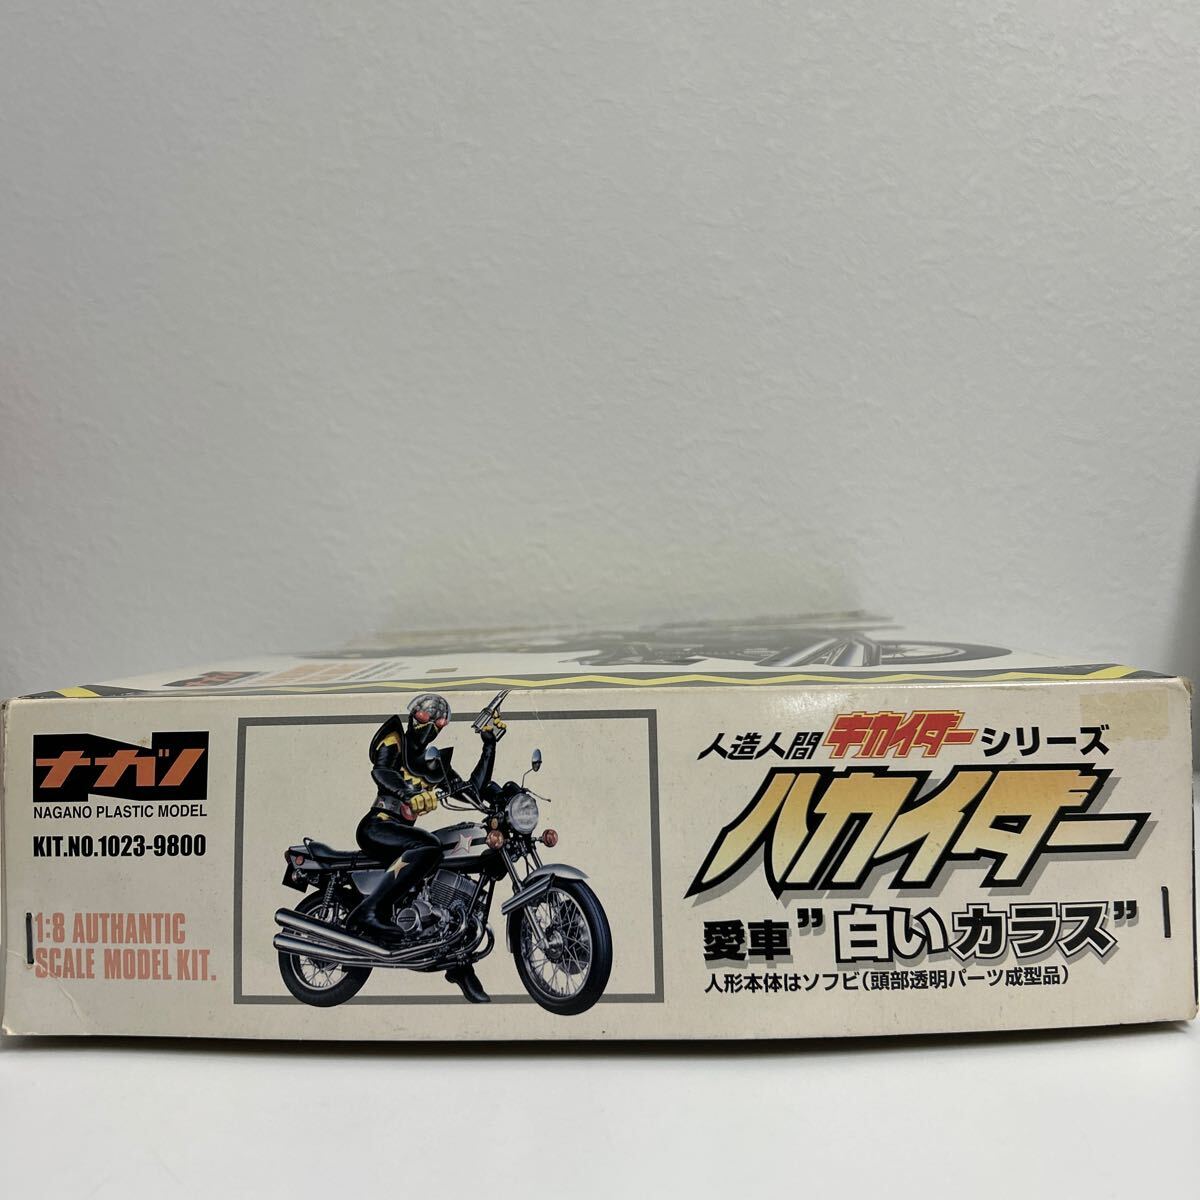 ナガノ
NAGANO PLASTIC MODEL
KIT.NO.1023-9800
1:8 AUTHANTIC
SCALE MODEL KIT.
人造人間キカイダーシリーズ
ハカイダー
愛車"白いカラス"
人形本体はソフビ(頭部透明パーツ成型品)